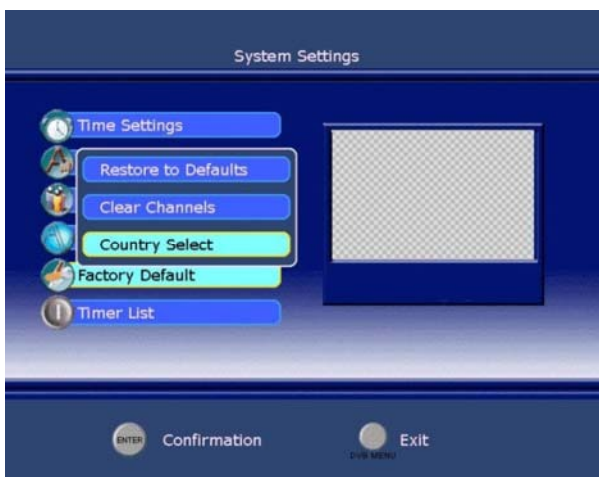 System Settings
Time Settings
Restore to Defaults
Clear Channels
Country Select
Factory Default
Timer List
ENTER Confirmation
Exit
DVB MENU